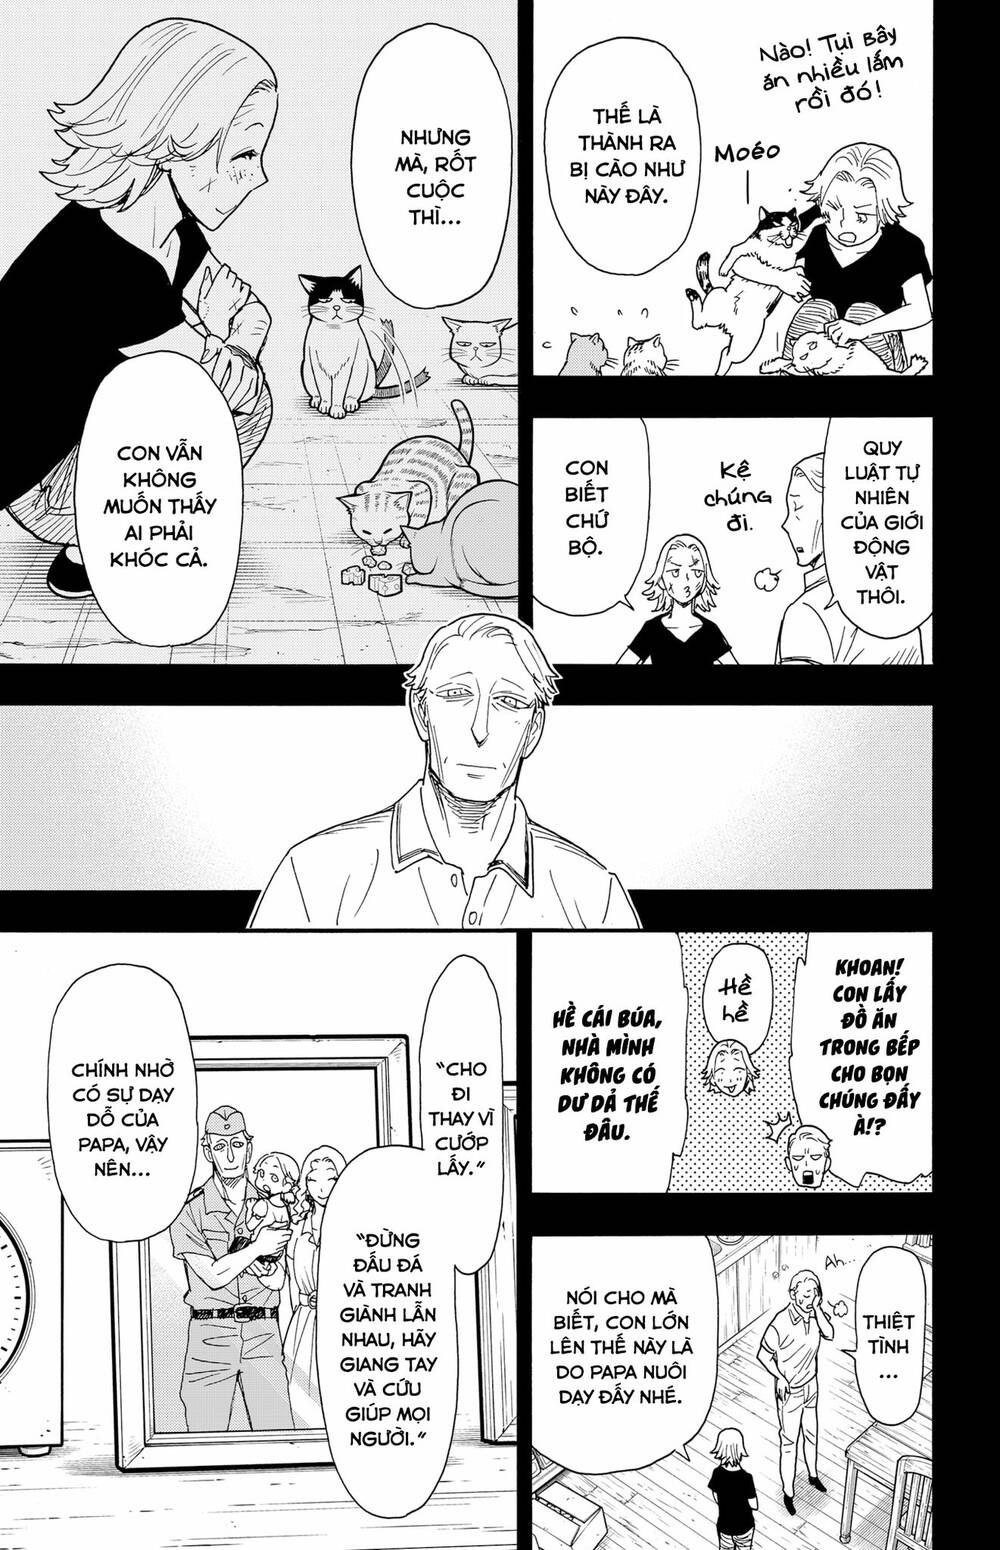 Nào! Tụi bây
ăn nhiều lắm
rồi đó!
THẾ LÀ
THÀNH RA
BỊ CÀO NHƯ
NÀY ĐÂY.
Moéo
NHƯNG
MÀ, RỐT
CUỘC
THÌ...
CON VẪN
KHÔNG
MUỐN THẤY
AI PHẢI
KHÓC CẢ.
QUY
LUẬT TỰ
NHIÊN
CỦA GIỚI
ĐỘNG
VẬT
THÔI.
Kệ
chúng
đi.
CON
BIẾT
CHỨ
BỘ.
KHOAN!
CON LẤY
ĐỒ ĂN
TRONG BẾP
CHO BỌN
CHÚNG ĐẤY
À!?
Hề
hề
HỀ CÁI BÚA,
NHÀ MÌNH
KHÔNG CÓ
DƯ DẢ THẾ
ĐÂU.
Ah...
THIỆT
TÌNH
...
NÓI CHO MÀ
BIẾT, CON LỚN
LÊN THẾ NÀY LÀ
DO PAPA NUÔI
DẠY ĐẤY NHÉ.
"CHO
ĐI
THAY VÌ
CƯỚP
LẤY."
"ĐỪNG
ĐẤU ĐÁ
VÀ TRANH
GIÀNH LẪN
NHAU, HÃY
GIANG TAY
VÀ CỨU
GIÚP MỌI
NGƯỜI."
CHÍNH NHỜ
CÓ SỰ DẠY
DỖ CỦA
PAPA, VẬY
NÊN...